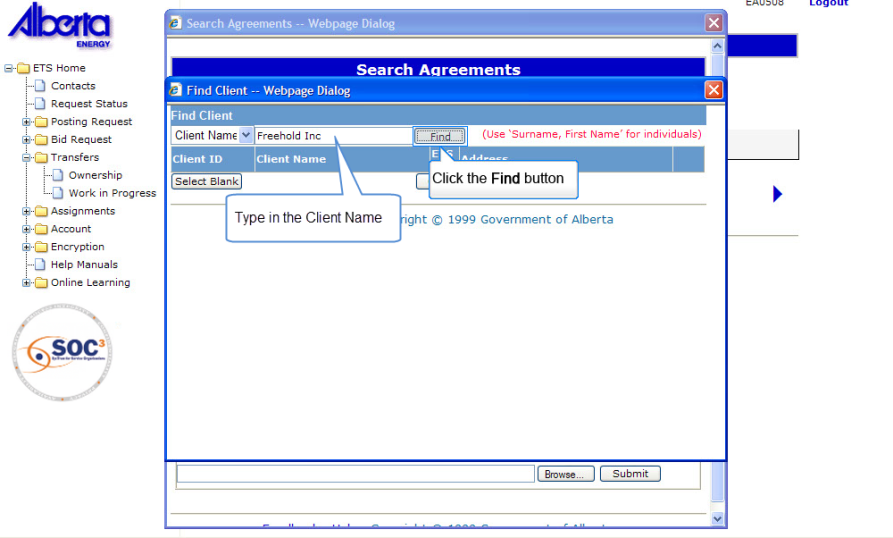 EA0508 Logout
Alberta
ENERGY
ETS Home
Contacts
Request Status
Posting Request
Bid Request
Transfers
Ownership
Work in Progress
Assignments
Account
Encryption
Help Manuals
Online Learning
SOC3
Search Agreements -- Webpage Dialog
Search Agreements
Find Client -- Webpage Dialog
Find Client
Client Name Freehold Inc Find (Use 'Surname, First Name' for individuals)
Client ID Client Name Address
Select Blank
Click the Find button
Type in the Client Name
right © 1999 Government of Alberta
Browse... Submit